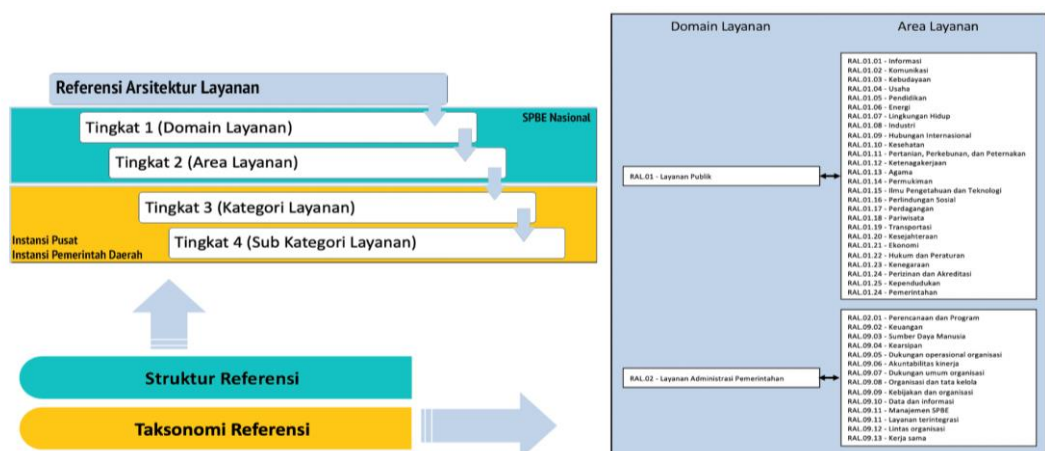 Referensi Arsitektur Layanan
SPBE Nasional
Tingkat 1 (Domain Layanan)
Tingkat 2 (Area Layanan)
Tingkat 3 (Kategori Layanan)
Tingkat 4 (Sub Kategori Layanan)
Instansi Pusat
Instansi Pemerintah Daerah
Struktur Referensi
Taksonomi Referensi
Domain Layanan
Area Layanan
RAL.01 - Layanan Publik
RAL.01.01 - Informasi
RAL.01.02 - Komunikasi
RAL.01.03 - Kebudayaan
RAL.01.04 - Usaha
RAL.01.05 - Pendidikan
RAL.01.06 - Energi
RAL.01.07 - Lingkungan Hidup
RAL.01.08 - Industri
RAL.01.09 - Hubungan Internasional
RAL.01.10 - Kesehatan
RAL.01.11 - Pertanian, Perkebunan, dan Peternakan
RAL.01.12 - Ketenagakerjaan
RAL.01.13 - Agama
RAL.01.14 - Permukiman
RAL.01.15 - Ilmu Pengetahuan dan Teknologi
RAL.01.16 - Perlindungan Sosial
RAL.01.17 - Perdagangan
RAL.01.18 - Pariwisata
RAL.01.19 - Transportasi
RAL.01.20 - Kesejahteraan
RAL.01.21 - Ekonomi
RAL.01.22 - Hukum dan Peraturan
RAL.01.23 - Kenegaraan
RAL.01.24 - Perizinan dan Akreditasi
RAL.01.25 - Kependudukan
RAL.01.24 - Pemerintahan
RAL.02 - Layanan Administrasi Pemerintahan
RAL.02.01 - Perencanaan dan Program
RAL.09.02 - Keuangan
RAL.09.03 - Sumber Daya Manusia
RAL.09.04 - Kearsipan
RAL.09.05 - Dukungan operasional organisasi
RAL.09.06 - Akuntabilitas kinerja
RAL.09.07 - Dukungan umum organisasi
RAL.09.08 - Organisasi dan tata kelola
RAL.09.09 - Kebijakan dan organisasi
RAL.09.10 - Data dan informasi
RAL.09.11 - Manajemen SPBE
RAL.09.11 - Layanan terintegrasi
RAL.09.12 - Lintas organisasi
RAL.09.13 - Kerja sama